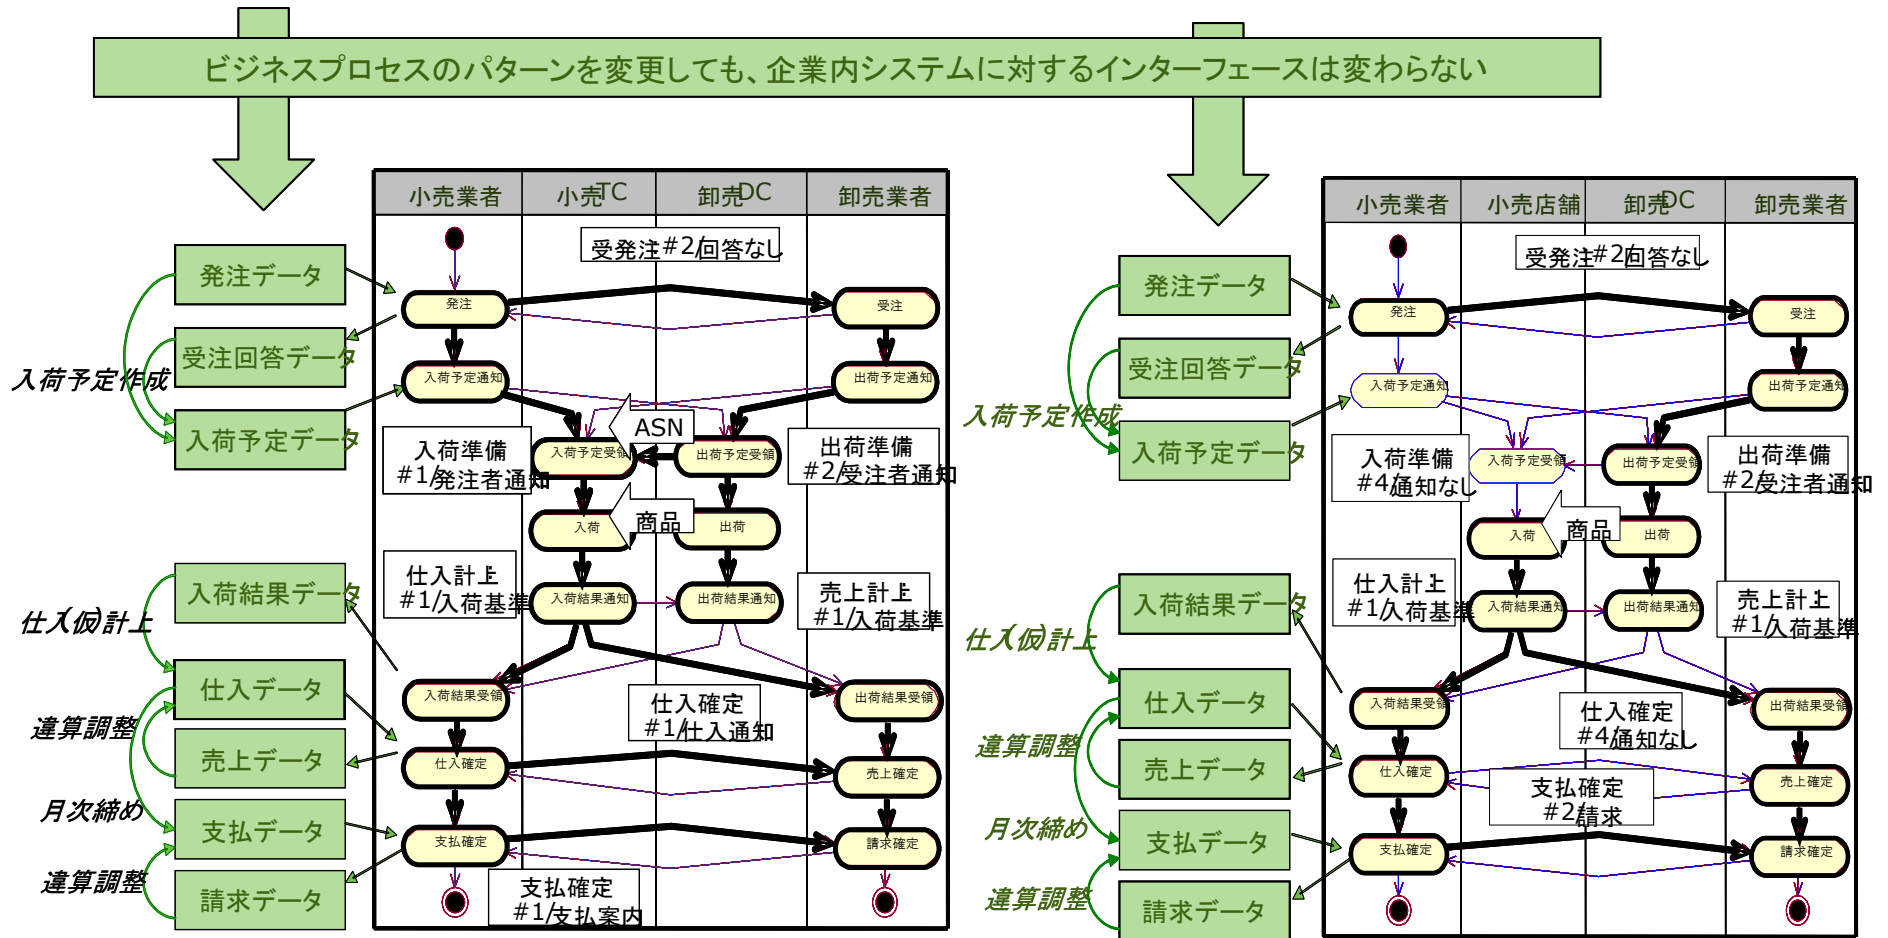 ビジネスプロセスのパターンを変更しても、企業内システムに対するインターフェースは変わらない
小売業者
小売TC
卸売DC
卸売業者
受発注#2/回答なし
発注データ
受注回答データ
入荷予定作成
入荷予定データ
発注
受注
入荷予定通知
出荷予定通知
ASN
入荷準備
#1/発注者通知
入荷予定受領
出荷予定受領
出荷準備
#2/受注者通知
入荷
商品
出荷
仕入計上
#1/入荷基準
入荷結果通知
出荷結果通知
売上計上
#1/入荷基準
入荷結果データ
仕入(仮)計上
仕入データ
違算調整
売上データ
月次締め
支払データ
違算調整
請求データ
入荷結果受領
出荷結果受領
仕入確定
#1/仕入通知
仕入確定
売上確定
支払確定
請求確定
支払確定
#1/支払案内
小売業者
小売店舗
卸売DC
卸売業者
受発注#2/回答なし
発注データ
受注回答データ
入荷予定作成
入荷予定データ
発注
受注
入荷予定通知
出荷予定通知
入荷準備
#4/通知なし
入荷予定受領
出荷予定受領
出荷準備
#2/受注者通知
入荷
商品
出荷
仕入計上
#1/入荷基準
入荷結果通知
出荷結果通知
売上計上
#1/入荷基準
入荷結果データ
仕入(仮)計上
仕入データ
違算調整
売上データ
月次締め
支払データ
違算調整
請求データ
入荷結果受領
出荷結果受領
仕入確定
#4/通知なし
仕入確定
売上確定
支払確定
#2/請求
支払確定
請求確定